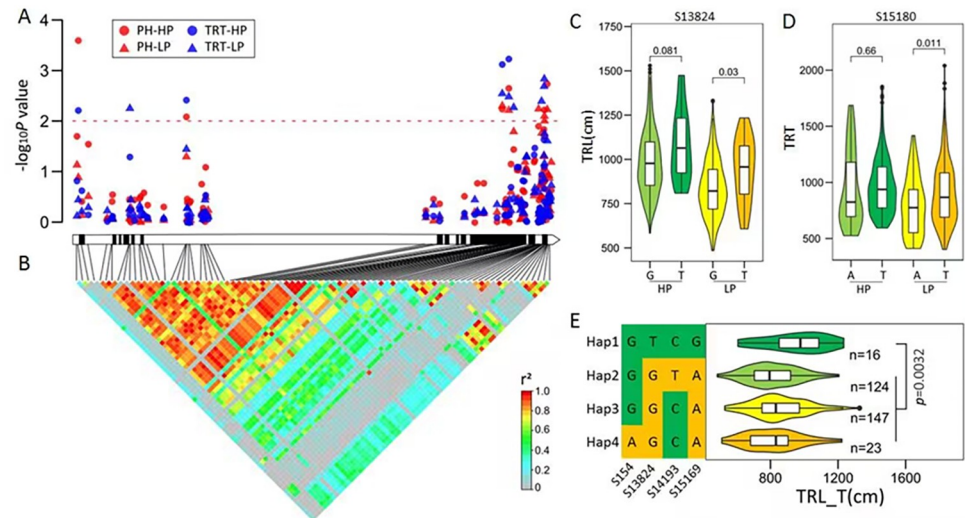 A
4
3
2
1
0
-log10P value
PH-HP
TRT-HP
PH-LP
TRT-LP
B
r²
1.0
0.8
0.6
0.4
0.2
0
C
S13824
1500
1250
1000
750
500
TRL(cm)
0.081
0.03
G T G T
HP LP
D
S15180
1500
1000
500
TRT
0.66
0.011
A T A T
HP LP
E
Hap1 G T C G n=16
Hap2 G G T A n=124
Hap3 G G C A n=147
Hap4 A G C A n=23
p=0.0032
S154 S13824 S14193 S15169
800 1200 1600
TRL_T(cm)